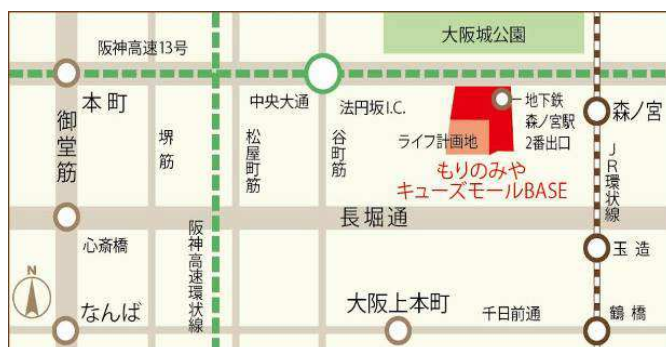 大阪城公園
阪神高速13号
本町
中央大通
法円坂I.C.
地下鉄
森ノ宮駅
2番出口
森ノ宮
御堂筋
堺筋
松屋町筋
谷町筋
ライフ計画地
もりのみや
キューズモールBASE
JR環状線
長堀通
心斎橋
阪神高速環状線
玉造
N
なんば
大阪上本町
千日前通
鶴橋